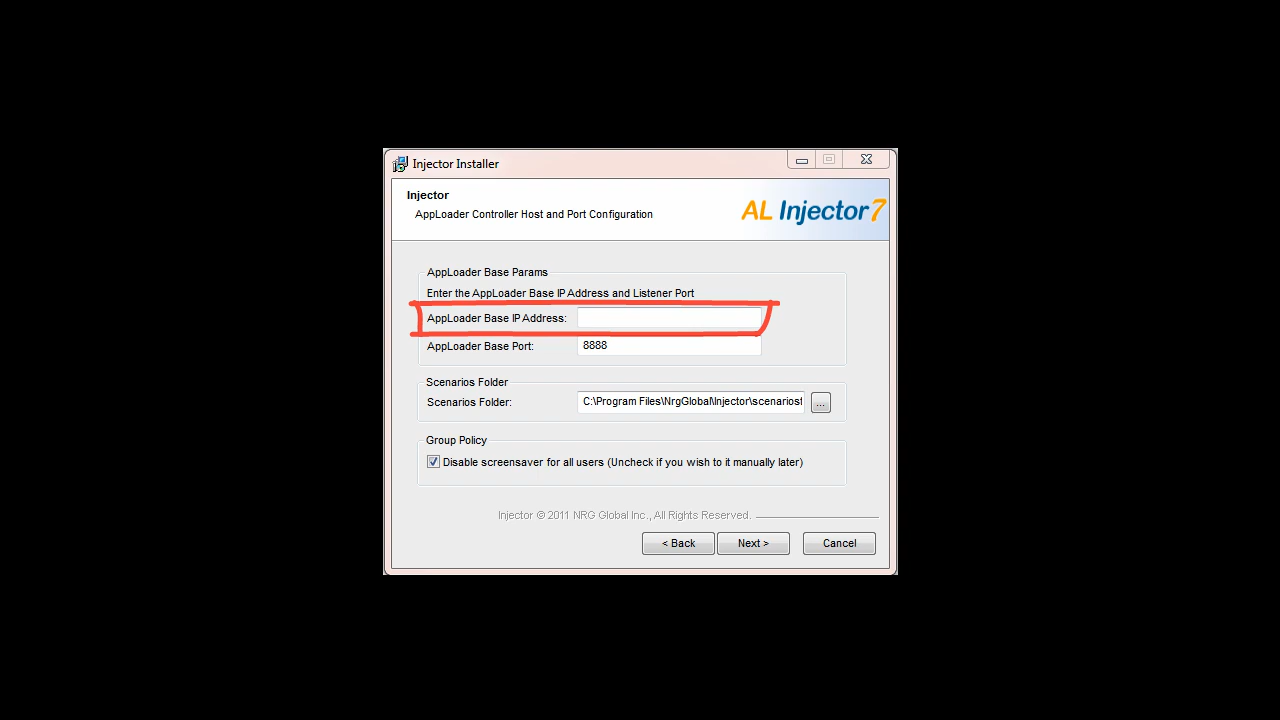 Injector Installer
Injector
AppLoader Controller Host and Port Configuration
AL Injector7
AppLoader Base Params
Enter the AppLoader Base IP Address and Listener Port
AppLoader Base IP Address:
AppLoader Base Port: 8888
Scenarios Folder
Scenarios Folder: C:\Program Files\NrgGlobal\Injector\scenarios ...
Group Policy
Disable screensaver for all users (Uncheck if you wish to it manually later)
Injector © 2011 NRG Global Inc., All Rights Reserved.
< Back Next > Cancel